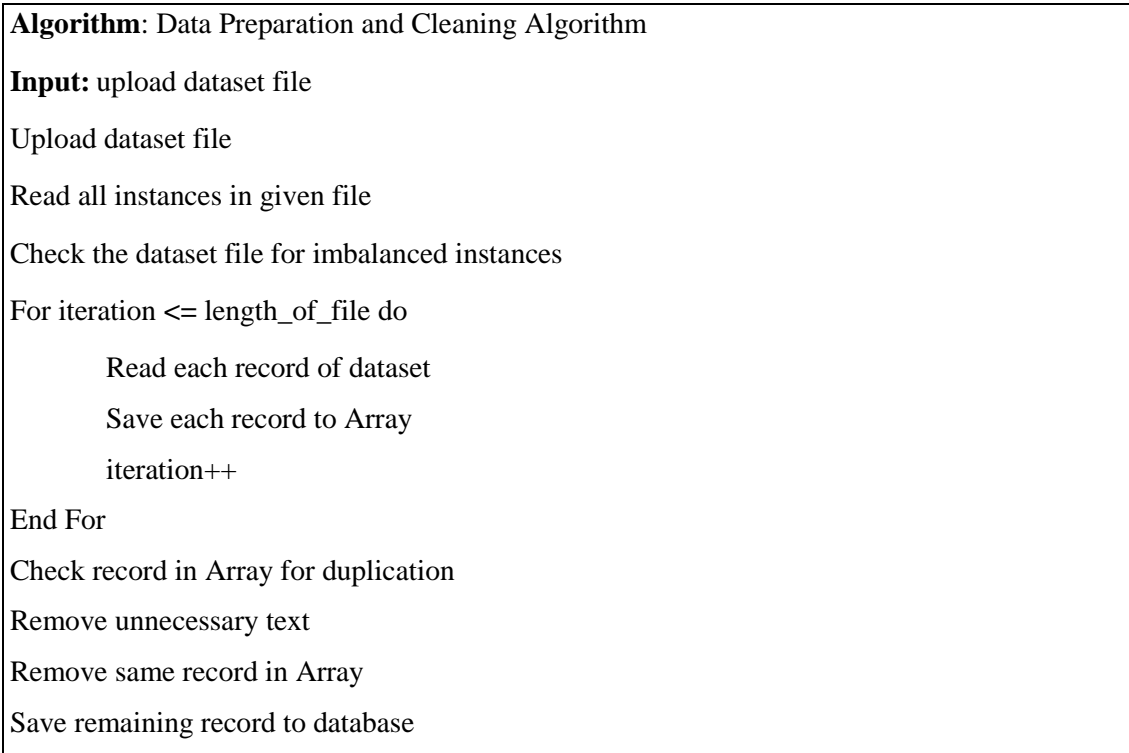 Algorithm: Data Preparation and Cleaning Algorithm
Input: upload dataset file
Upload dataset file
Read all instances in given file
Check the dataset file for imbalanced instances
For iteration <= length_of_file do
Read each record of dataset
Save each record to Array
iteration++
End For
Check record in Array for duplication
Remove unnecessary text
Remove same record in Array
Save remaining record to database